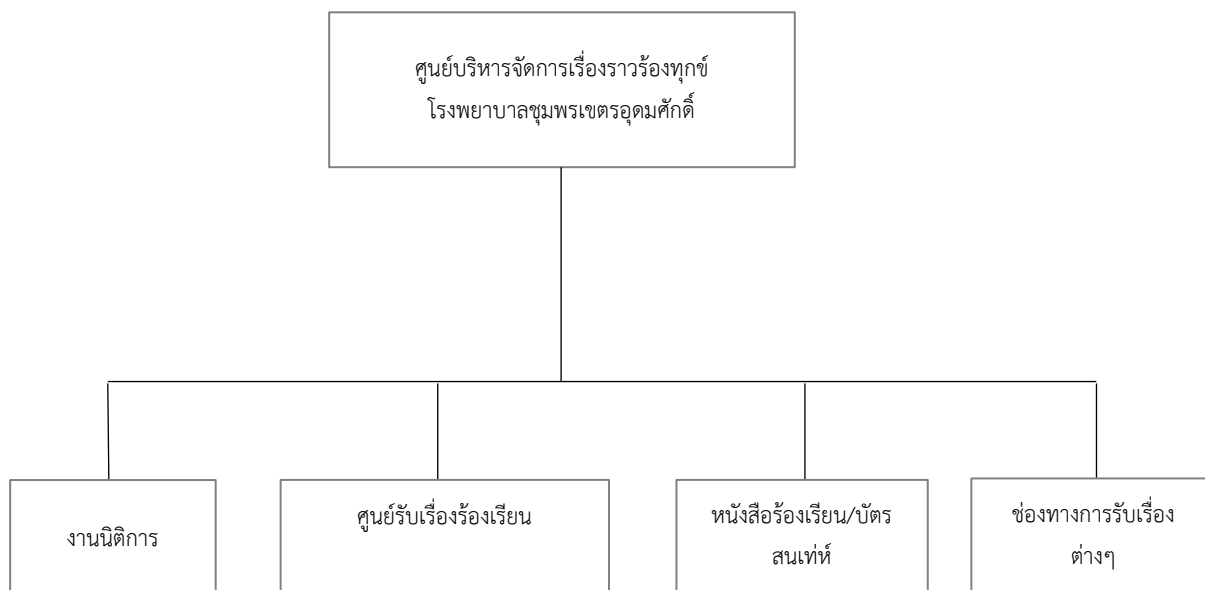 ศูนย์บริหารจัดการเรื่องราวร้องทุกข์
โรงพยาบาลชุมพรเขตรอุดมศักดิ์
งานนิติการ
ศูนย์รับเรื่องร้องเรียน
หนังสือร้องเรียน/บัตร
สนเท่ห์
ช่องทางการรับเรื่อง
ต่างๆ